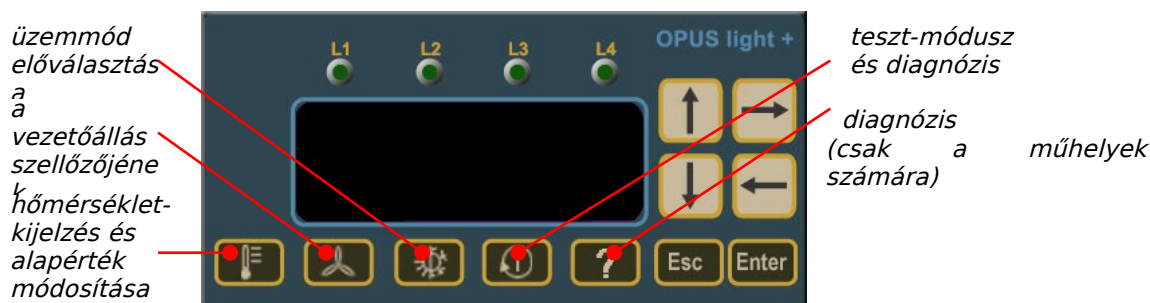 üzemmód
előválasztás
a
a
vezetőállás
szellőzőjéne
k
hőmérséklet-
kijelzés és
alapérték
módosítása
L1 L2 L3 L4
OPUS light +
?
Esc Enter
teszt-módusz
és diagnózis
diagnózis
(csak a műhelyek
számára)